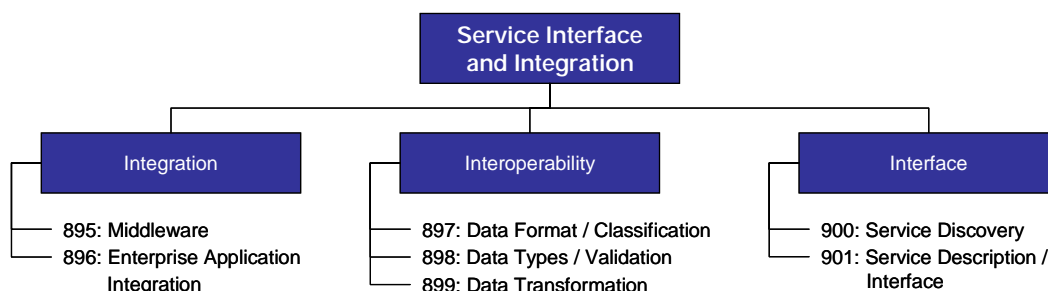 Service Interface
and Integration
Integration
Interoperability
Interface
895: Middleware
896: Enterprise Application
Integration
897: Data Format / Classification
898: Data Types / Validation
899: Data Transformation
900: Service Discovery
901: Service Description /
Interface